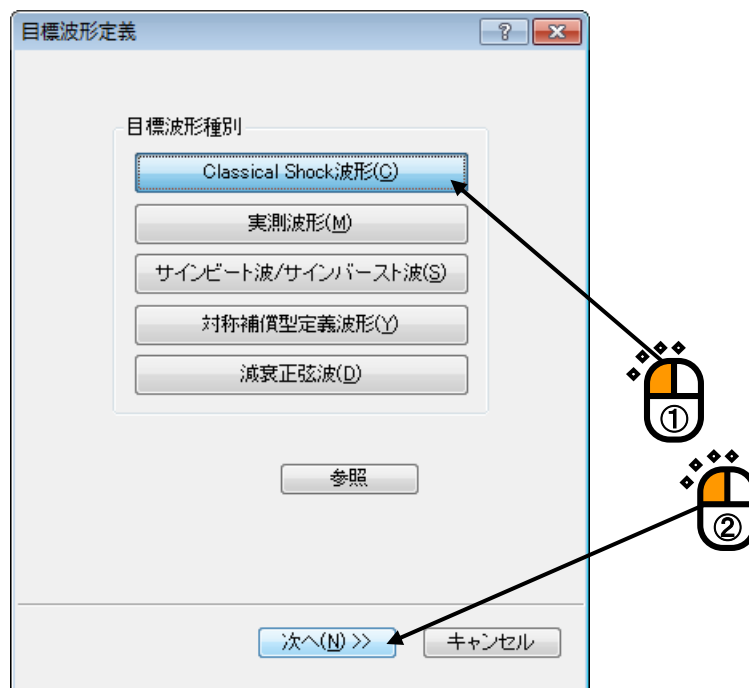 目標波形定義
目標波形種別
Classical Shock波形(C)
実測波形(M)
サインビート波/サインバースト波(S)
対称補償型定義波形(Y)
減衰正弦波(D)
①
参照
②
次へ(N) >>
キャンセル